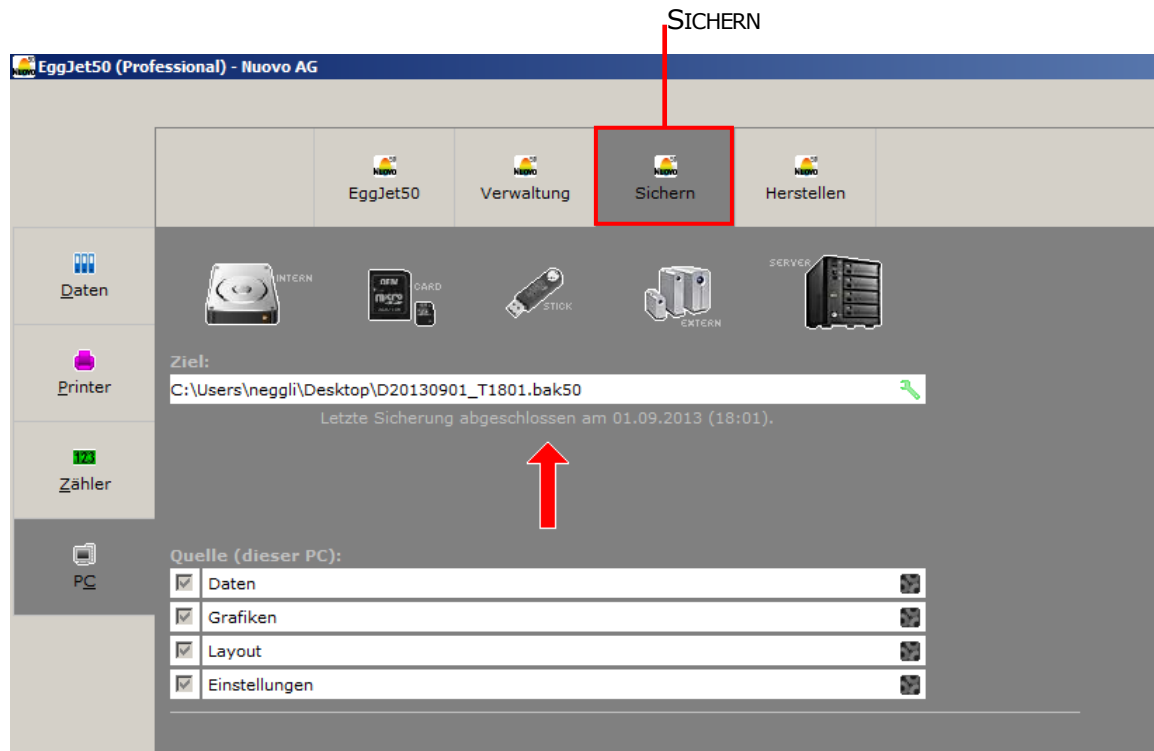 SICHERN
EggJet50 (Professional) - Nuovo AG
EggJet50 Verwaltung Sichern Herstellen
Daten
INTERN CARD STICK EXTERN SERVER
Ziel:
Printer
C:\Users\neggli\Desktop\D20130901_T1801.bak50
Letzte Sicherung abgeschlossen am 01.09.2013 (18:01).
123
Zähler
Quelle (dieser PC):
PC
Daten
Grafiken
Layout
Einstellungen